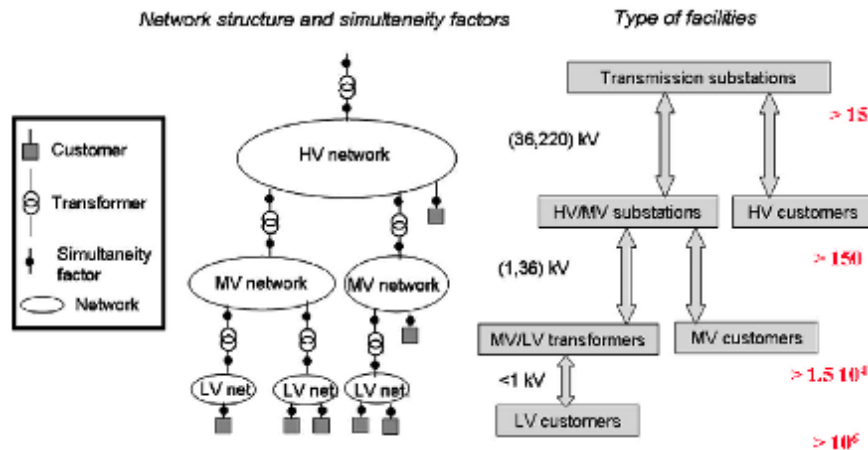 Network structure and simultaneity factors
Type of facilities
Customer
Transformer
Simultaneity
factor
Network
HV network
MV network
MV network
LV net.
LV net.
LV net.
Transmission substations
> 15
(36,220) kV
HV/MV substations
HV customers
> 150
(1,36) kV
MV/LV transformers
MV customers
> 1.5 10⁴
<1 kV
LV customers
> 10⁶